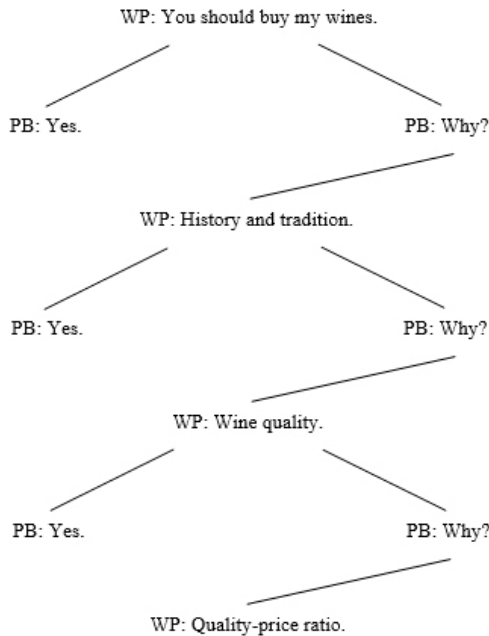 WP: You should buy my wines.
PB: Yes.
PB: Why?
WP: History and tradition.
PB: Yes.
PB: Why?
WP: Wine quality.
PB: Yes.
PB: Why?
WP: Quality-price ratio.